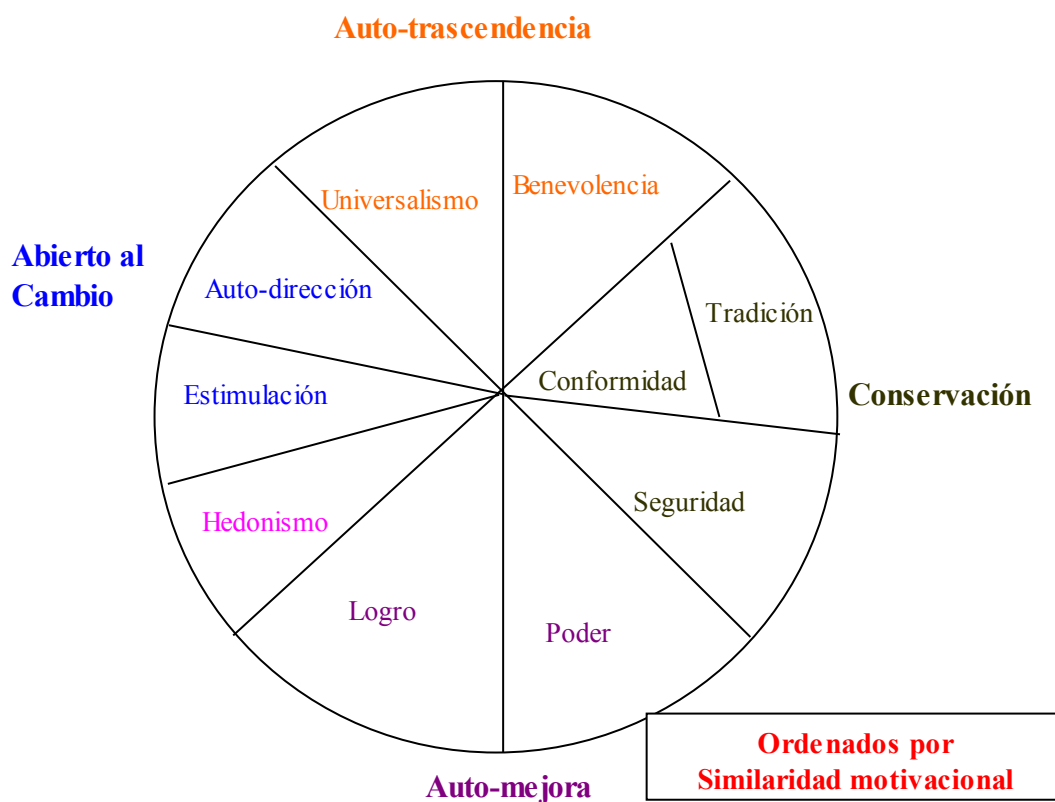 Auto-trascendencia
Universalismo
Benevolencia
Abierto al
Cambio
Auto-dirección
Tradición
Estimulación
Conformidad
Conservación
Hedonismo
Seguridad
Logro
Poder
Auto-mejora
Ordenados por
Similaridad motivacional